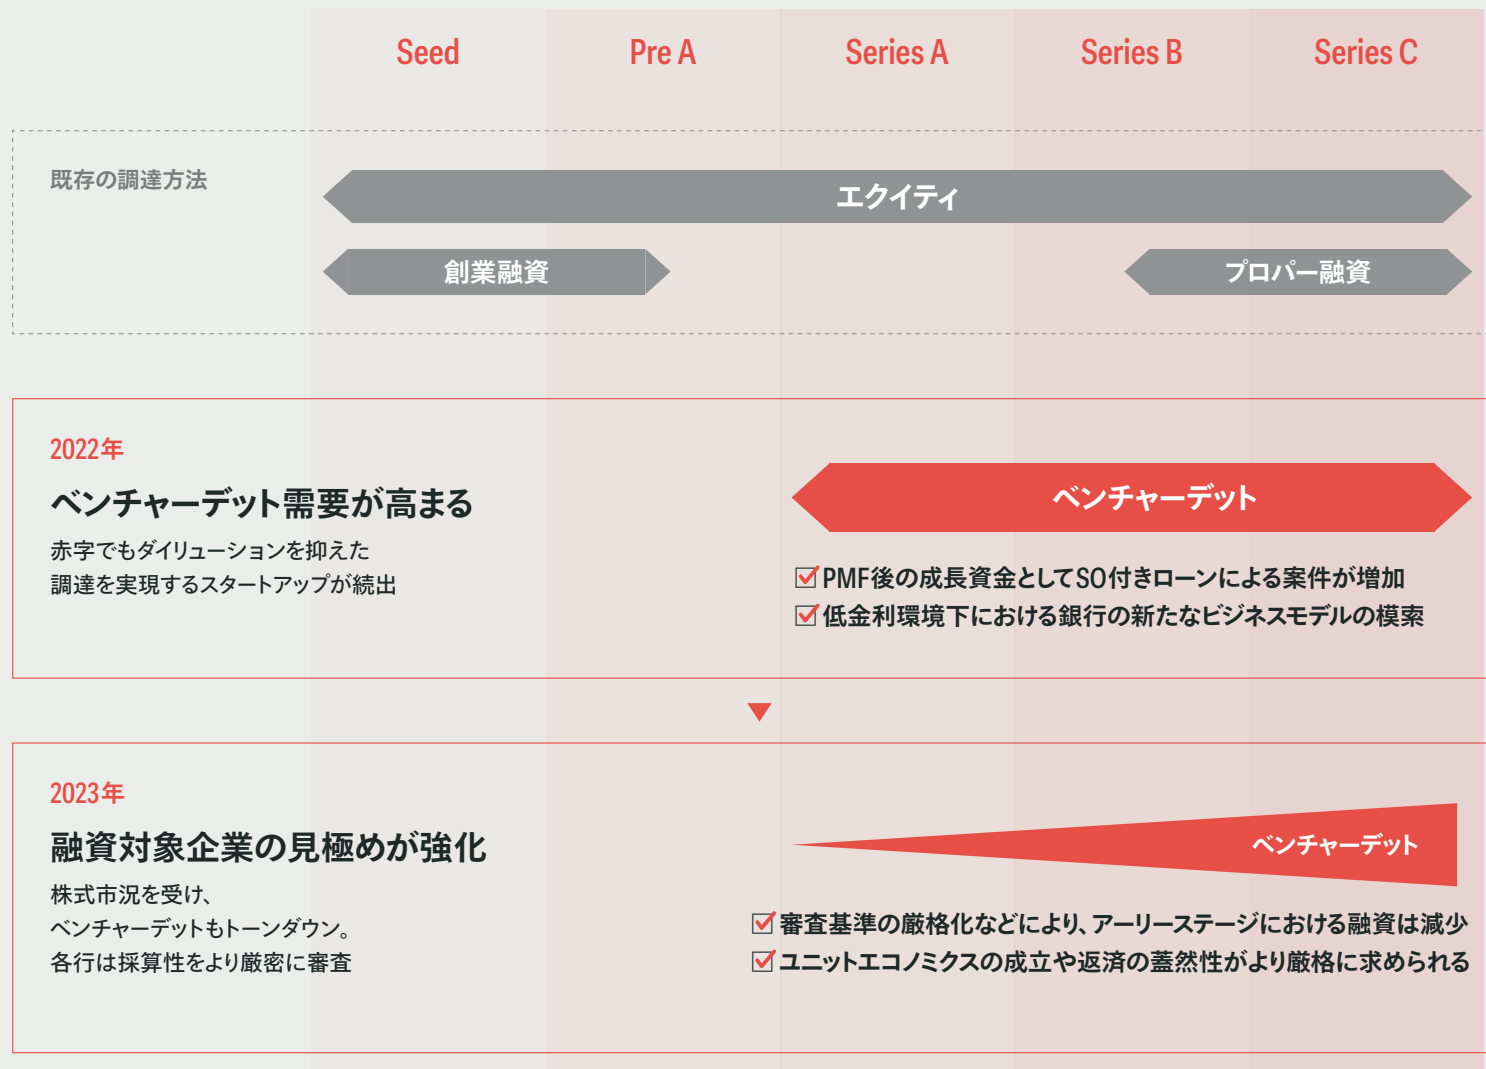 Seed
Pre A
Series A
Series B
Series C
既存の調達方法
エクイティ
創業融資
プロパー融資
2022年
ベンチャーデット需要が高まる
赤字でもダイリューションを抑えた
調達を実現するスタートアップが続出
ベンチャーデット
PMF後の成長資金としてSO付きローンによる案件が増加
低金利環境下における銀行の新たなビジネスモデルの模索
2023年
融資対象企業の見極めが強化
株式市況を受け、
ベンチャーデットもトーンダウン。
各行は採算性をより厳密に審査
ベンチャーデット
審査基準の厳格化などにより、アーリーステージにおける融資は減少
ユニットエコノミクスの成立や返済の蓋然性がより厳格に求められる